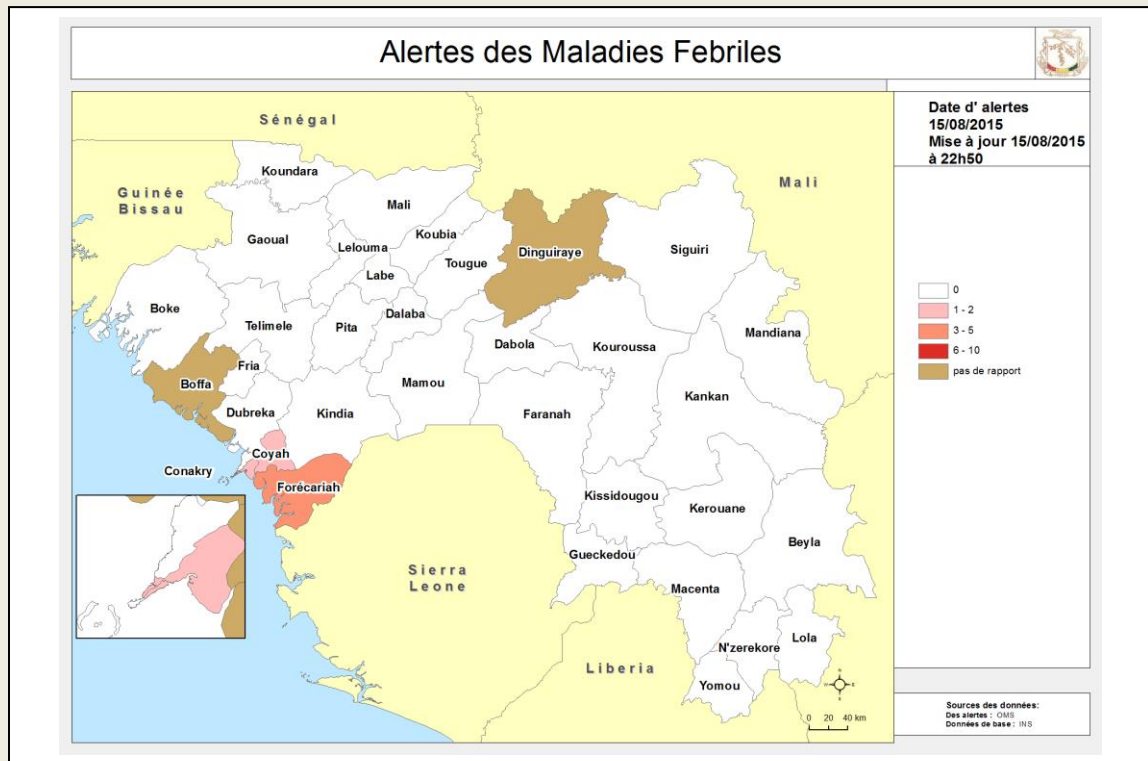 Alertes des Maladies Febriles
Date d' alertes
15/08/2015
Mise à jour 15/08/2015
à 22h50
Sénégal
Guinée
Bissau
Mali
Koundara
Mali
Gaoual
Koubia
Lelouma
Tougue
Labe
Dinguiraye
Siguiri
Boke
Telimele
Pita
Dalaba
Dabola
Kouroussa
Mandiana
Fria
Boffa
Mamou
Kankan
Dubreka
Kindia
Faranah
Coyah
Conakry
Forécariah
Kissidougou
Kerouane
Beyla
Gueckedou
Sierra
Leone
Macenta
N'zerekore
Lola
Liberia
Yomou
0
1 - 2
3 - 5
6 - 10
pas de rapport
N
W
E
S
0 20 40 km
Sources des données:
Des alertes : OMS
Données de base : INS